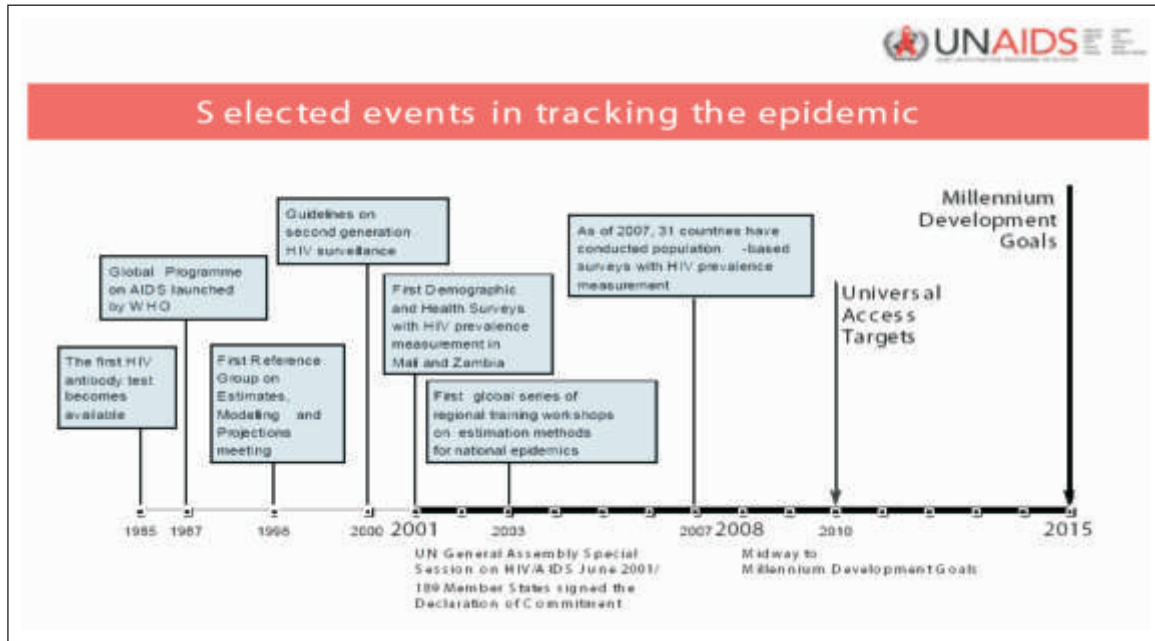 UNAIDS
Selected events in tracking the epidemic
The first HIV
antibody test
becomes
available
Global Programme
on AIDS launched
by WHO
First Reference
Group on
Estimates,
Modelling and
Projections
meeting
Guidelines on
second generation
HIV surveillance
First Demographic
and Health Surveys
with HIV prevalence
measurement in
Mali and Zambia
First global series of
regional training workshops
on estimation methods
for national epidemics
As of 2007, 31 countries have
conducted population -based
surveys with HIV prevalence
measurement
Universal
Access
Targets
Millennium
Development
Goals
1985 1987 1998 2000 2001 2003 2007 2008 2010 2015
UN General Assembly Special
Session on HIV/AIDS June 2001/
189 Member States signed the
Declaration of Commitment
Midway to
Millennium Development Goals